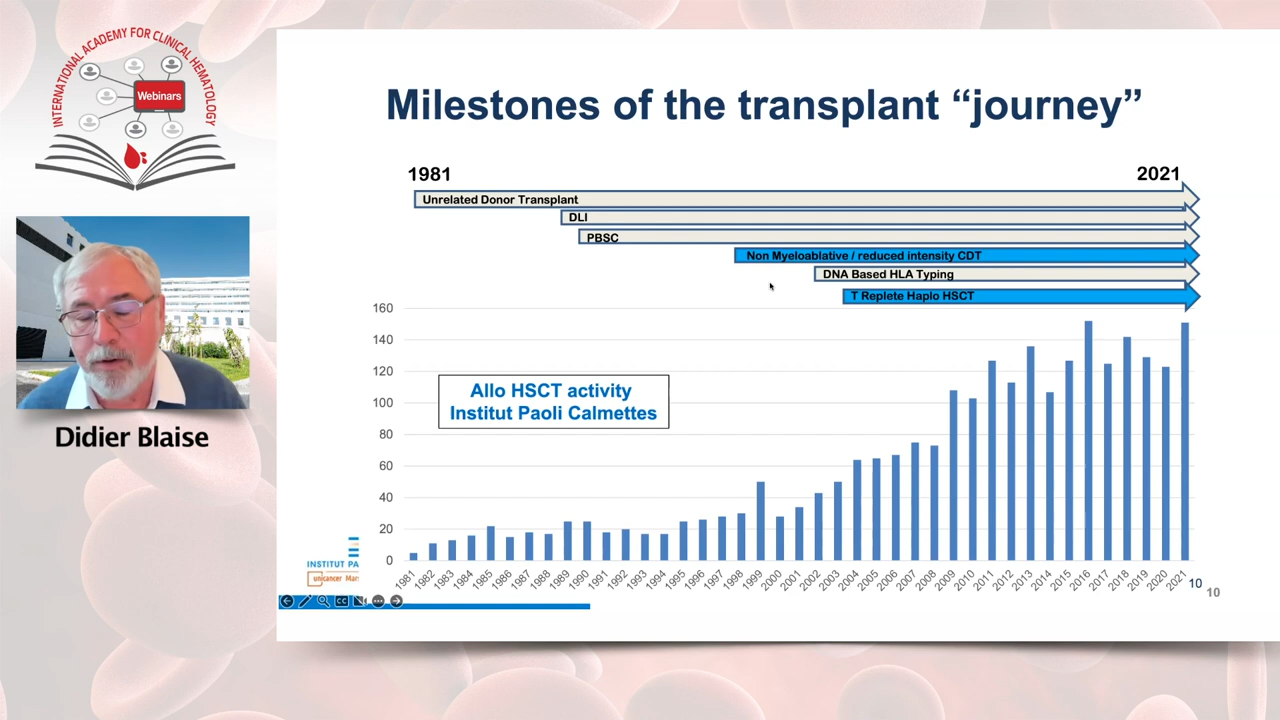 INTERNATIONAL ACADEMY FOR CLINICAL HEMATOLOGY
Webinars
Didier Blaise
Milestones of the transplant “journey”
1981
2021
Unrelated Donor Transplant
DLI
PBSC
Non Myeloablative / reduced intensity CDT
DNA Based HLA Typing
T Replete Haplo HSCT
160
140
120
100
80
60
40
20
0
Allo HSCT activity
Institut Paoli Calmettes
1981 1982 1983 1984 1985 1986 1987 1988 1989 1990 1991 1992 1993 1994 1995 1996 1997 1998 1999 2000 2001 2002 2003 2004 2005 2006 2007 2008 2009 2010 2011 2012 2013 2014 2015 2016 2017 2018 2019 2020 2021
INSTITUT PA
unicancer Mar
CC
10
10